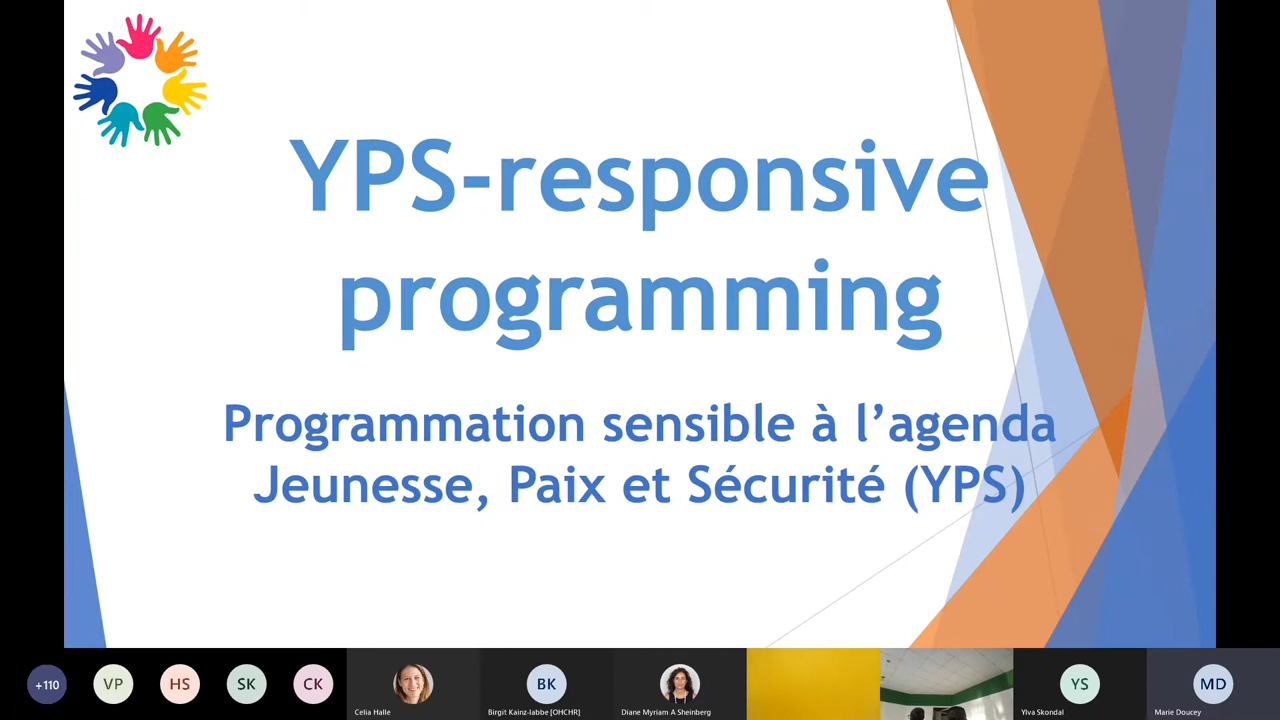 YPS-responsive
programming
Programmation sensible à l’agenda
Jeunesse, Paix et Sécurité (YPS)
+110
VP
HS
SK
CK
Celia Halle
BK
Birgit Kainz-labbe [OHCHR]
Diane Myriam A Sheinberg
YS
Ylva Skondal
MD
Marie Doucey